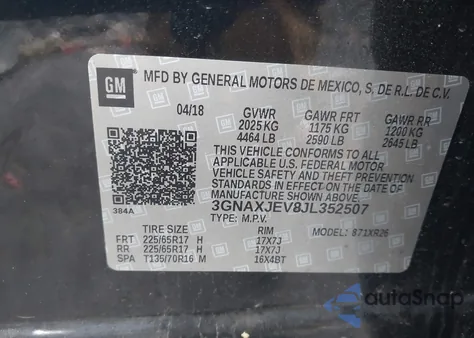 GM
MFD BY GENERAL MOTORS DE MEXICO, S. DE R.L. DE C.V.
04/18 GVWR GAWR FRT GAWR RR
2025 KG 1175 KG 1200 KG
4464 LB 2590 LB 2645 LB
THIS VEHICLE CONFORMS TO ALL
APPLICABLE U.S. FEDERAL MOTOR
VEHICLE SAFETY AND THEFT
PREVENTION STANDARDS IN EFFECT
ON THE DATE OF MANUFACTURE
SHOWN ABOVE.
384A
3GNAXJEV8JL352507
TYPE: M.P.V. 871XR26
TIRE SIZE RIM
FRT 225/65R17 H 17X7J
RR 225/65R17 H 17X7J
SPA T135/70R16 M 16X4BT
autoSnap